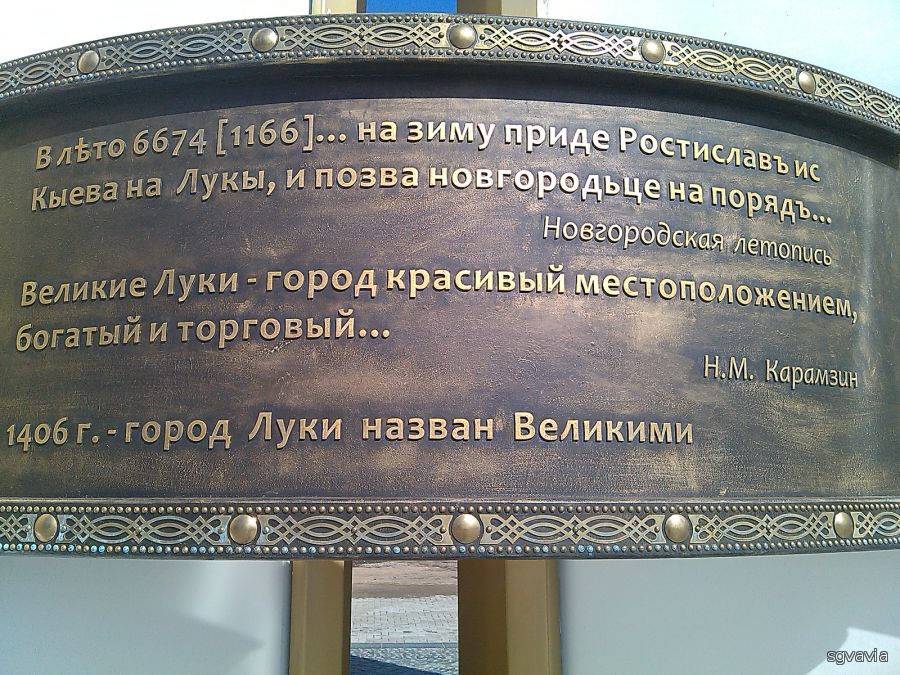 В лѣто 6674 [1166]... на зиму приде Ростиславъ ис
Кыева на Лукы, и позва новгородьце на порядъ...
Новгородская летопись
Великие Луки - город красивый местоположением,
богатый и торговый...
Н.М. Карамзин
1406 г. - город Луки назван Великими
sgvavia